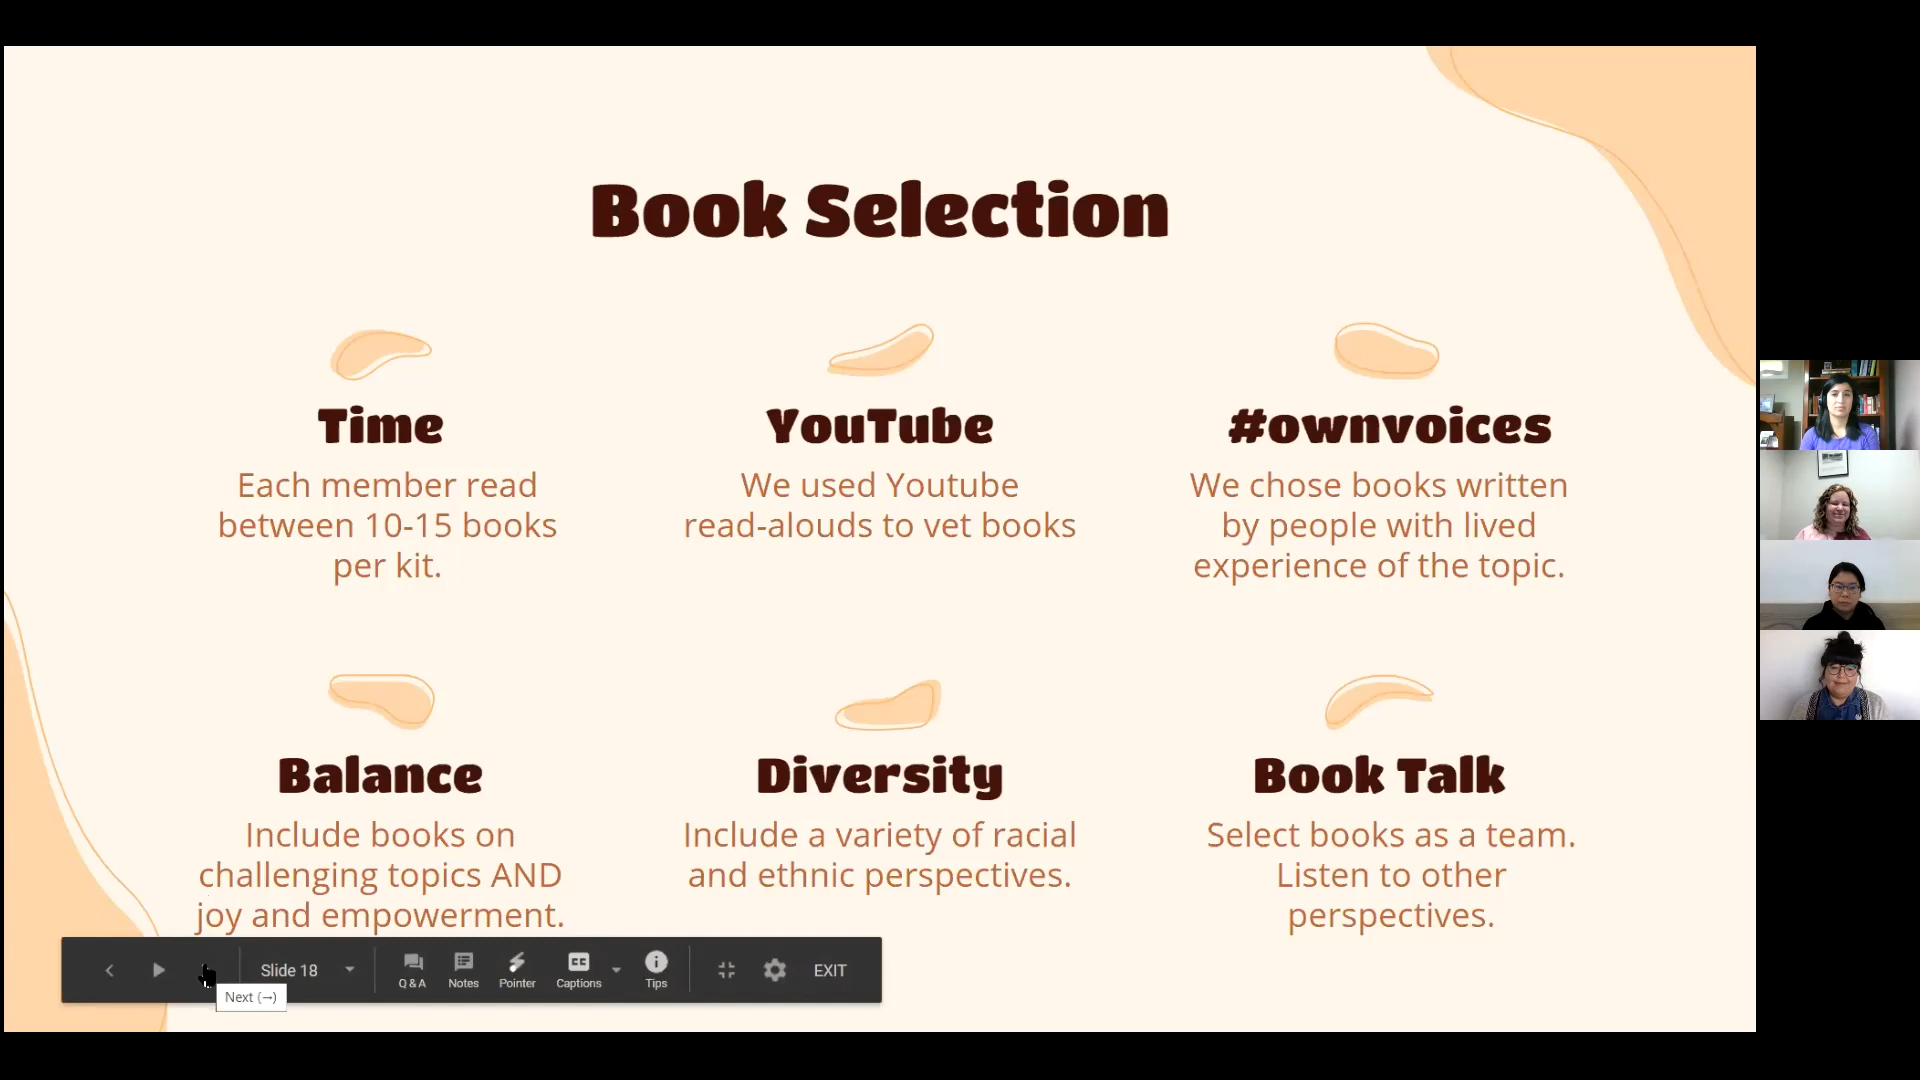 Book Selection
Time
Each member read
between 10-15 books
per kit.
YouTube
We used Youtube
read-alouds to vet books
#ownvoices
We chose books written
by people with lived
experience of the topic.
Balance
Include books on
challenging topics AND
joy and empowerment.
Diversity
Include a variety of racial
and ethnic perspectives.
Book Talk
Select books as a team.
Listen to other
perspectives.
Slide 18
Q & A
Notes
Pointer
CC
Captions
Tips
EXIT
Next (→)